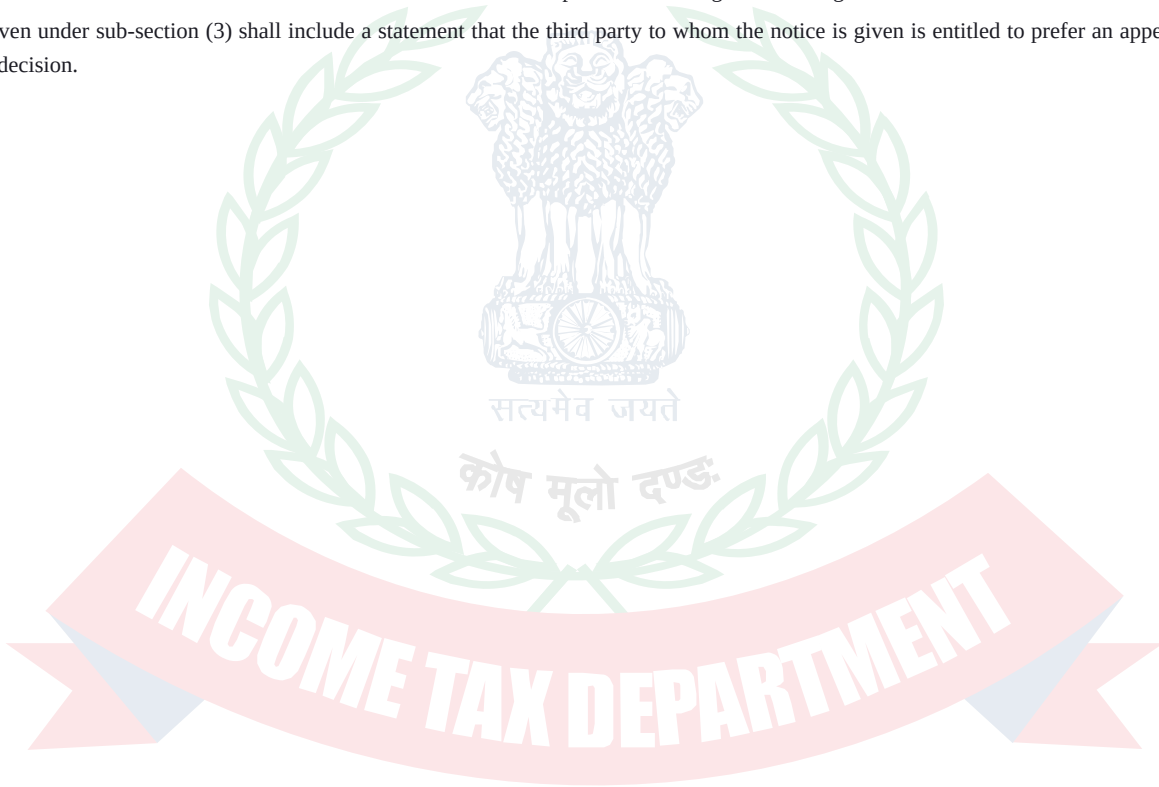 ven under sub-section (3) shall include a statement that the third party to whom the notice is given is entitled to prefer an appe
decision.
सत्यमेव जयते
कोष मूलो दण्डः
INCOME TAX DEPARTMENT